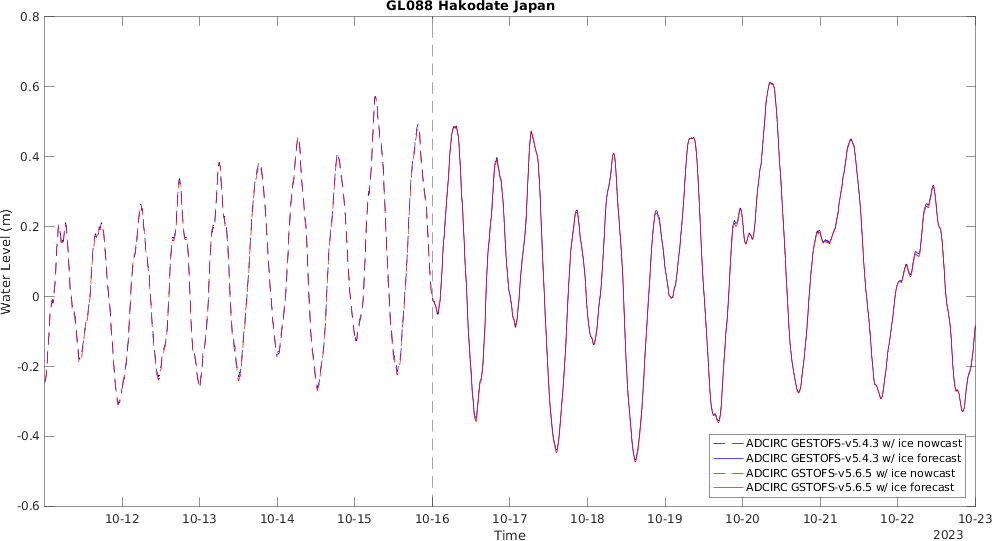 GL088 Hakodate Japan
0.8
0.6
0.4
0.2
0
-0.2
-0.4
-0.6
Water Level (m)
ADCIRC GESTOFS-v5.4.3 w/ ice nowcast
ADCIRC GESTOFS-v5.4.3 w/ ice forecast
ADCIRC GSTOFS-v5.6.5 w/ ice nowcast
ADCIRC GSTOFS-v5.6.5 w/ ice forecast
10-12 10-13 10-14 10-15 10-16 10-17 10-18 10-19 10-20 10-21 10-22 10-23
Time
2023